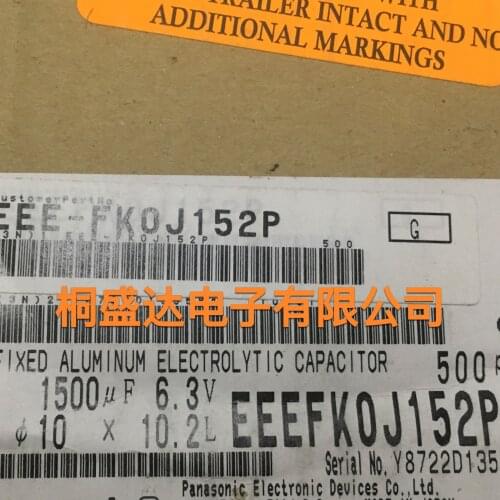 WITH
TRAILER INTACT AND NO
ADDITIONAL MARKINGS
CustomerPartNo
EEE-FK0J152P
G
500
桐盛达电子有限公司
FIXED ALUMINUM ELECTROLYTIC CAPACITOR
500
1500μF 6.3V
EEEFK0J152P
φ10 × 10.2L
Serial No. Y8722D135
Panasonic Electronic Devices Co., Ltd.